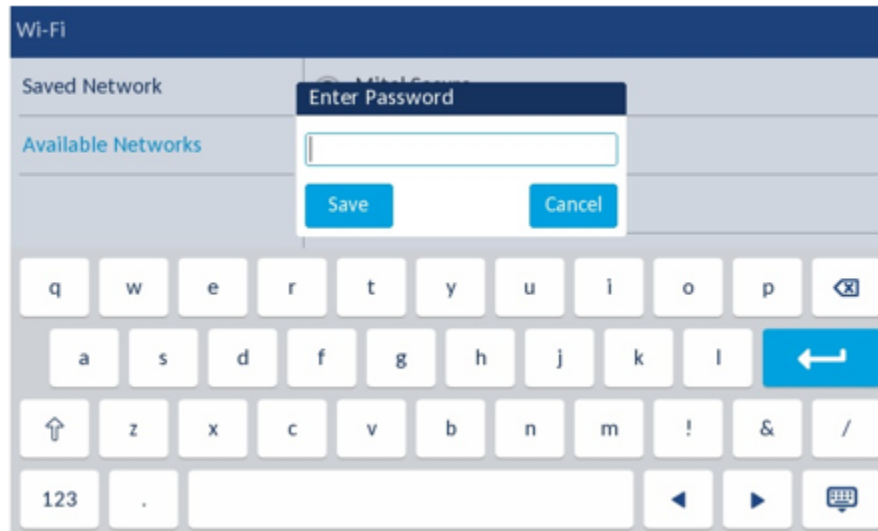 Wi-Fi
Saved Network
Enter Password
Available Networks
Save Cancel
q w e r t y u i o p
a s d f g h j k l
z x c v b n m ! & /
123 .